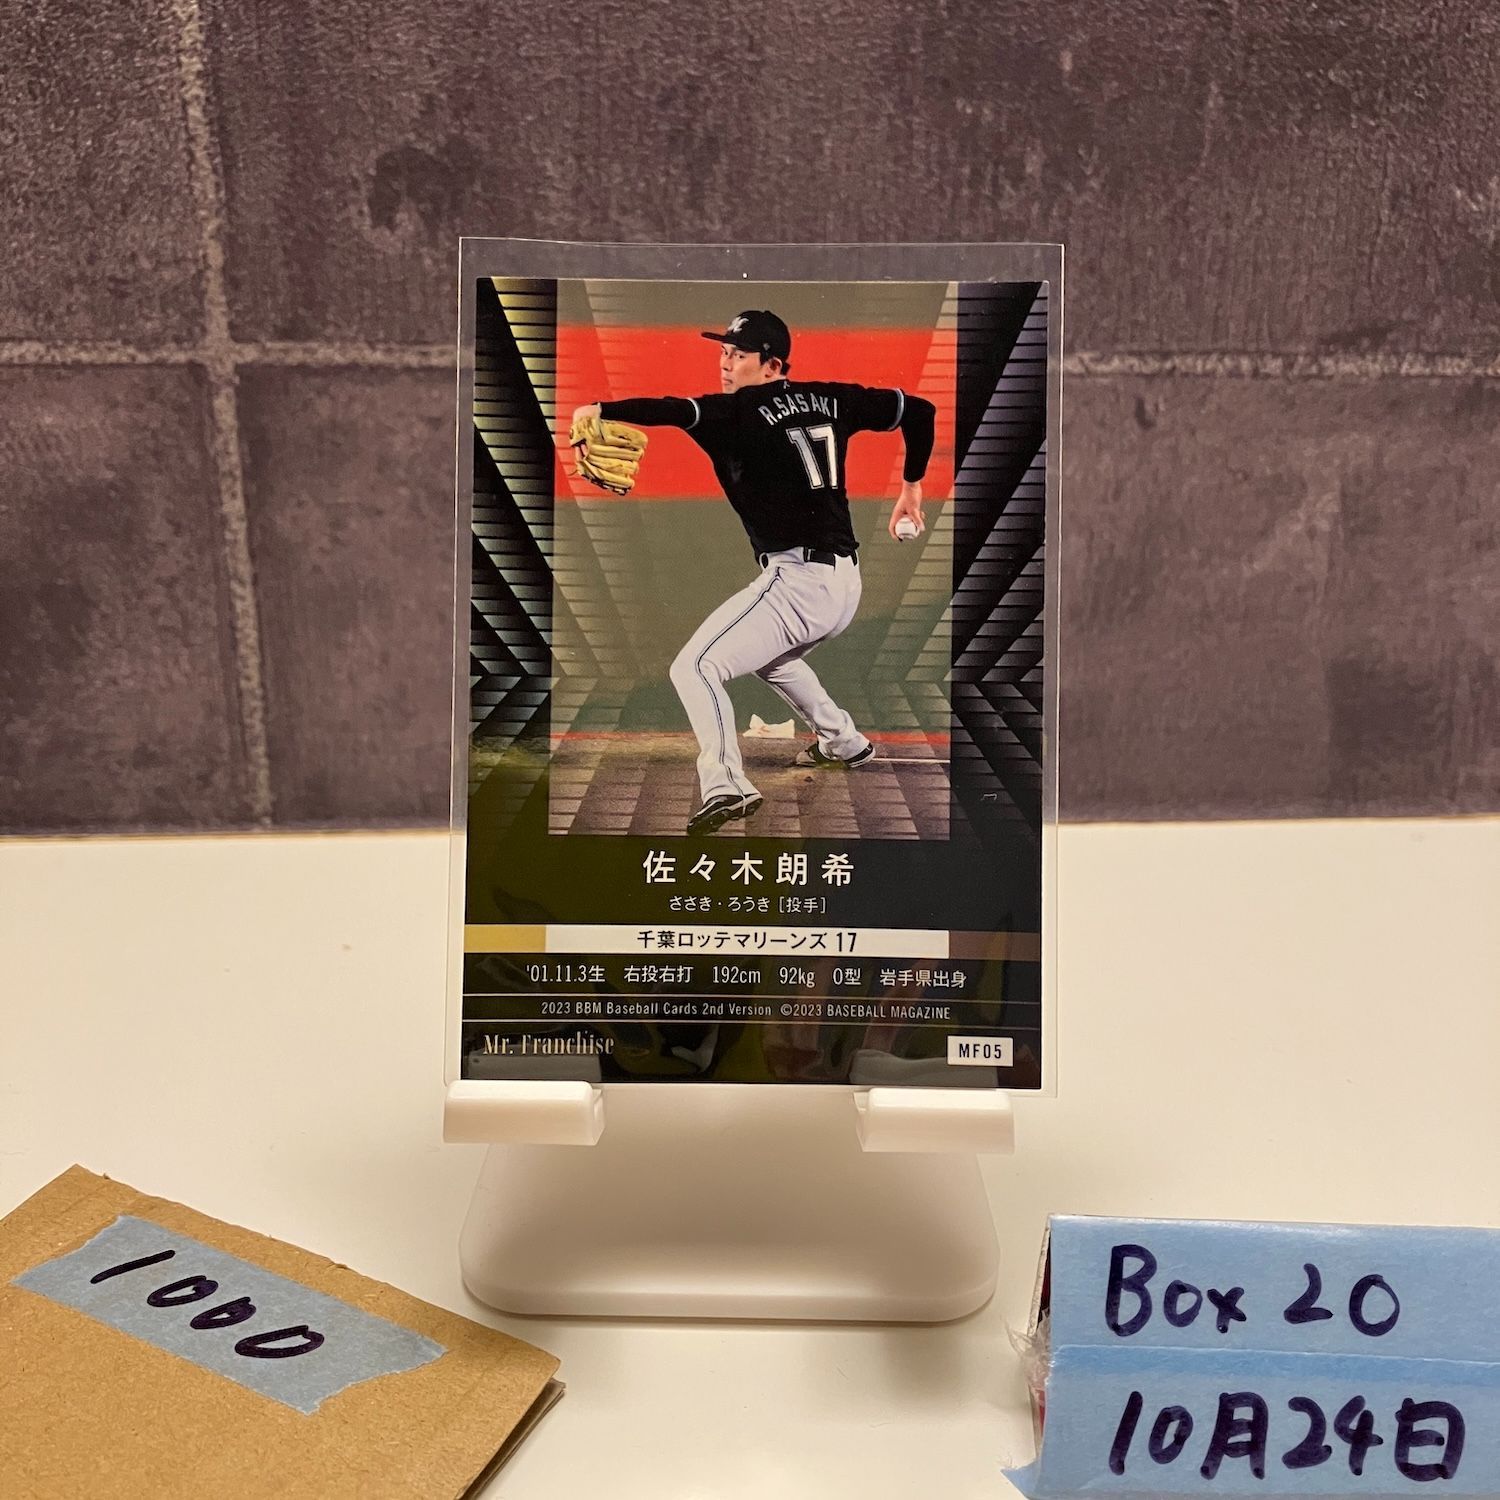 R.SASAKI
17
佐々木朗希
ささき・ろうき [投手]
千葉ロッテマリーンズ 17
'01.11.3生 右投右打 192cm 92kg O型 岩手県出身
2023 BBM Baseball Cards 2nd Version ©2023 BASEBALL MAGAZINE
Mr. Franchise
MF05
1000
Box 20
10月24日